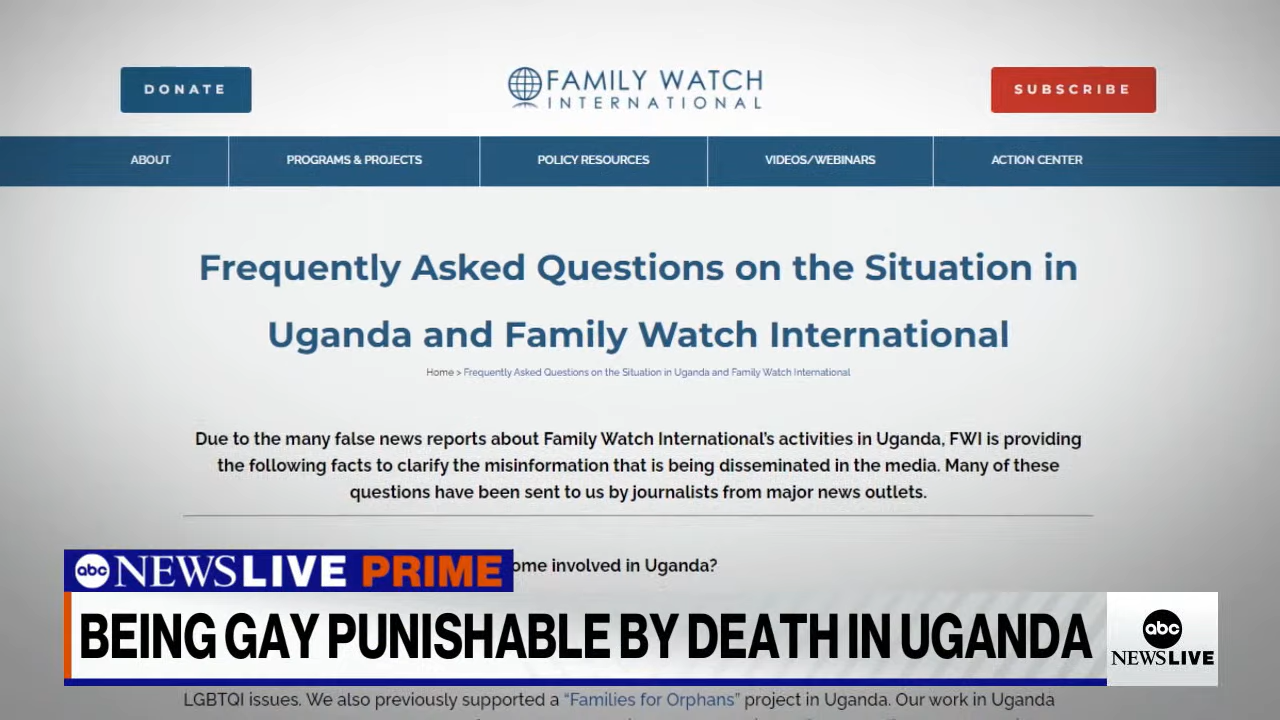 DONATE
FAMILY WATCH
INTERNATIONAL
SUBSCRIBE
ABOUT
PROGRAMS & PROJECTS
POLICY RESOURCES
VIDEOS/WEBINARS
ACTION CENTER
Frequently Asked Questions on the Situation in
Uganda and Family Watch International
Home > Frequently Asked Questions on the Situation in Uganda and Family Watch International
Due to the many false news reports about Family Watch International's activities in Uganda, FWI is providing
the following facts to clarify the misinformation that is being disseminated in the media. Many of these
questions have been sent to us by journalists from major news outlets.
ome involved in Uganda?
abc NEWS LIVE PRIME
BEING GAY PUNISHABLE BY DEATH IN UGANDA
abc
NEWS LIVE
LGBTQI issues. We also previously supported a “Families for Orphans” project in Uganda. Our work in Uganda